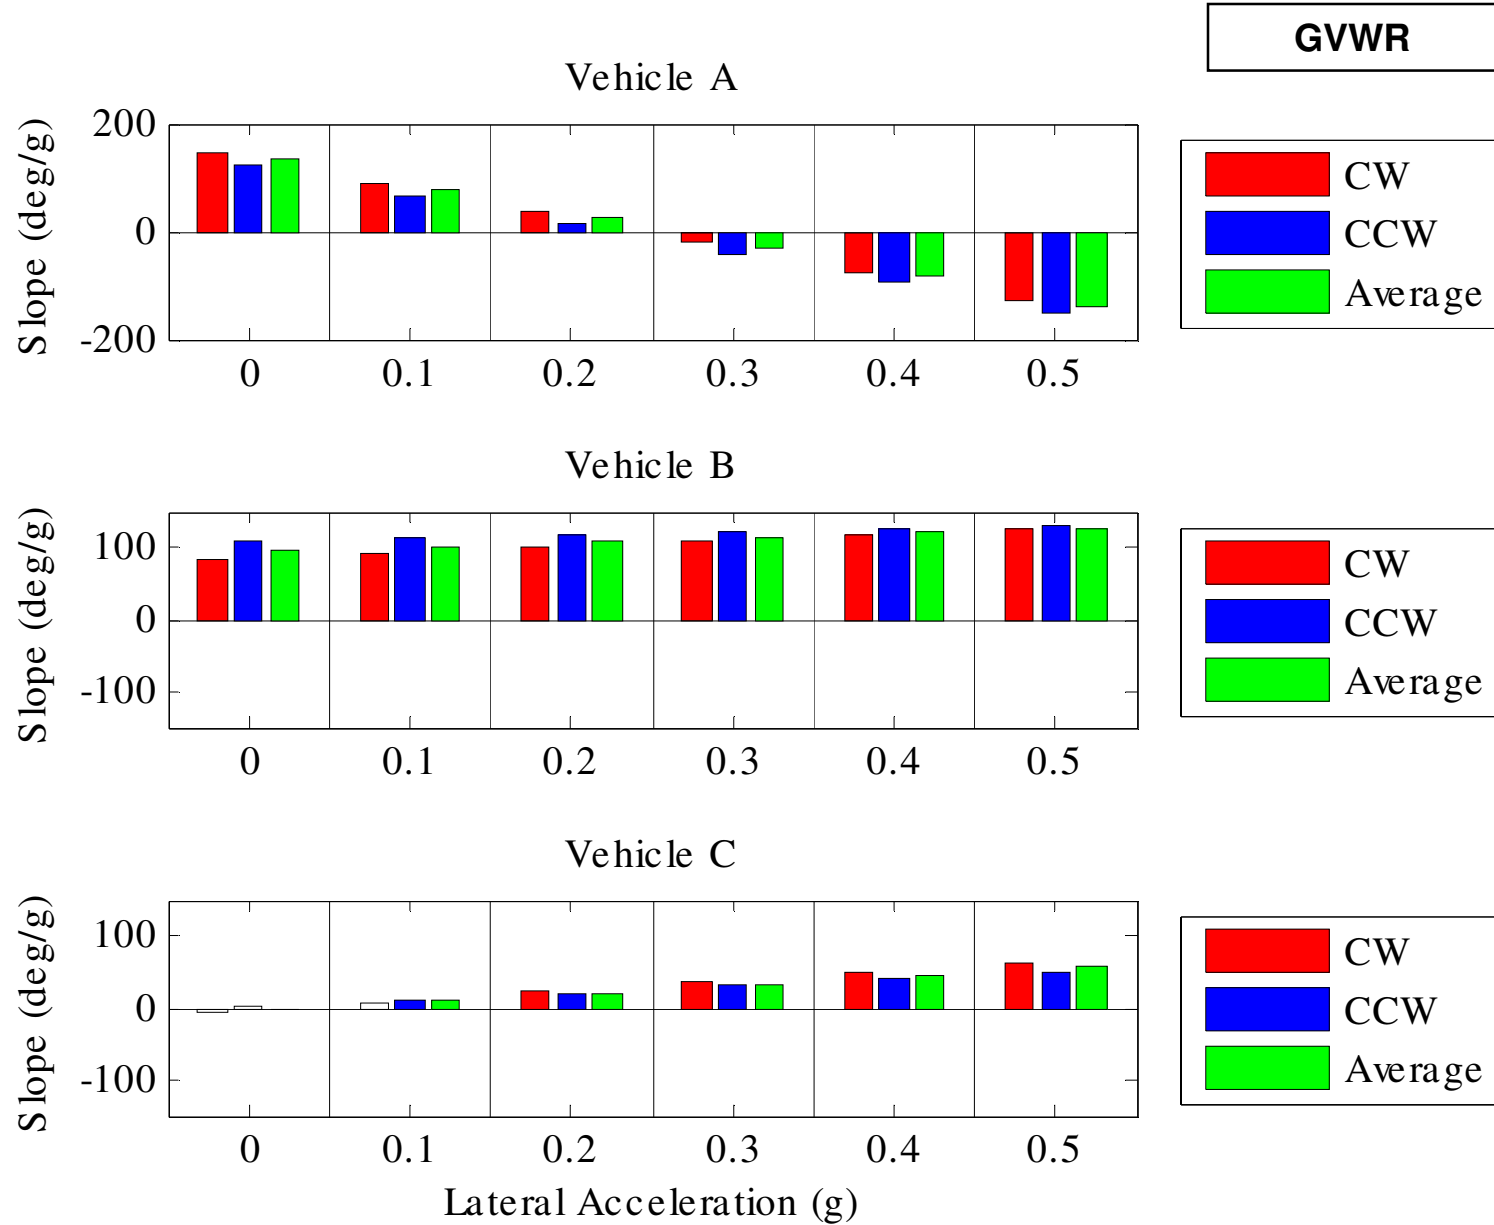 GVWR
Vehicle A
Slope (deg/g)
200
0
-200
0 0.1 0.2 0.3 0.4 0.5
CW
CCW
Average
Vehicle B
Slope (deg/g)
100
0
-100
0 0.1 0.2 0.3 0.4 0.5
CW
CCW
Average
Vehicle C
Slope (deg/g)
100
0
-100
0 0.1 0.2 0.3 0.4 0.5
Lateral Acceleration (g)
CW
CCW
Average